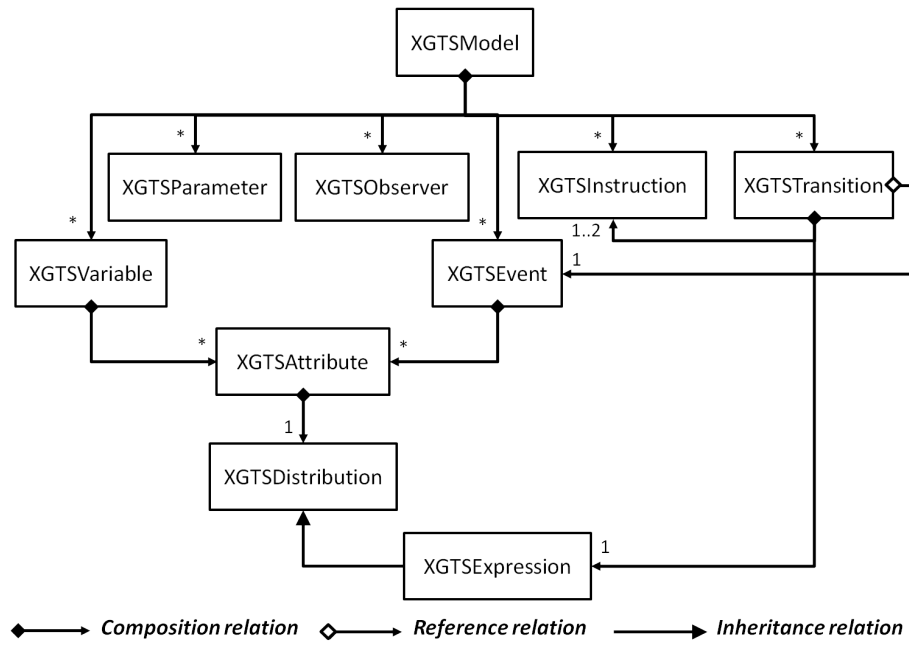 XGTSModel
* * * *
XGTSParameter
XGTSObserver
XGTSInstruction
XGTSTransition
* *
1..2
1
XGTSVariable
XGTSEvent
* *
XGTSAttribute
1
XGTSDistribution
1
XGTSExpression
Composition relation
Reference relation
Inheritance relation